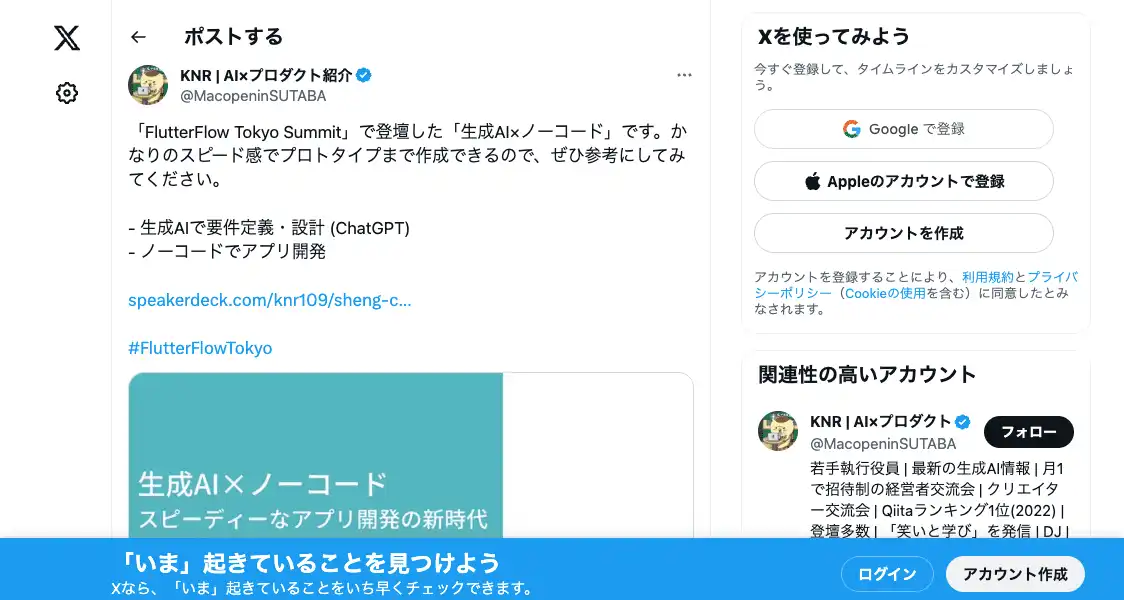 ポストする
KNR | AI×プロダクト紹介
@MacopeninSUTABA
「FlutterFlow Tokyo Summit」で登壇した「生成AI×ノーコード」です。か
なりのスピード感でプロトタイプまで作成できるので、ぜひ参考にしてみ
てください。
- 生成AIで要件定義・設計 (ChatGPT)
- ノーコードでアプリ開発
speakerdeck.com/knr109/sheng-c...
#FlutterFlowTokyo
生成AI×ノーコード
スピーディーなアプリ開発の新時代
Xを使ってみよう
今すぐ登録して、タイムラインをカスタマイズしましょ
う。
Google で登録
Appleのアカウントで登録
アカウントを作成
アカウントを登録することにより、利用規約とプライバ
シーポリシー（Cookieの使用を含む）に同意したとみ
なされます。
関連性の高いアカウント
KNR | AI×プロダクト
@MacopeninSUTABA
フォロー
若手執行役員 | 最新の生成AI情報 | 月1
で招待制の経営者交流会 | クリエイタ
ー交流会 | Qiitaランキング1位(2022) |
登壇多数 | 「笑いと学び」を発信 | DJ |
「いま」起きていることを見つけよう
Xなら、「いま」起きていることをいち早くチェックできます。
ログイン
アカウント作成